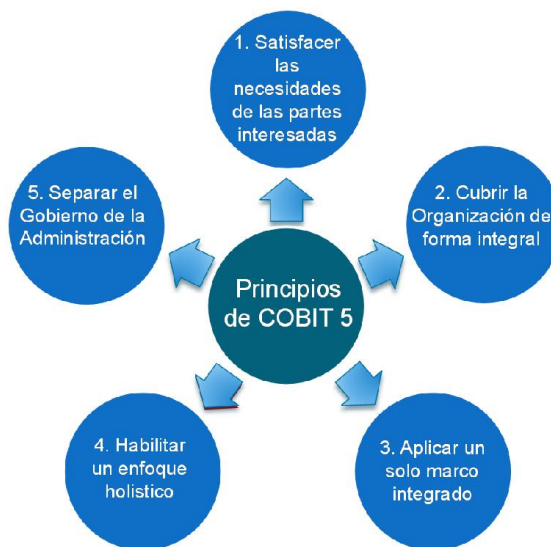 1. Satisfacer
las
necesidades
de las partes
interesadas
2. Cubrir la
Organización de
forma integral
3. Aplicar un
solo marco
integrado
4. Habilitar
un enfoque
holistico
5. Separar el
Gobierno de la
Administración
Principios
de COBIT 5